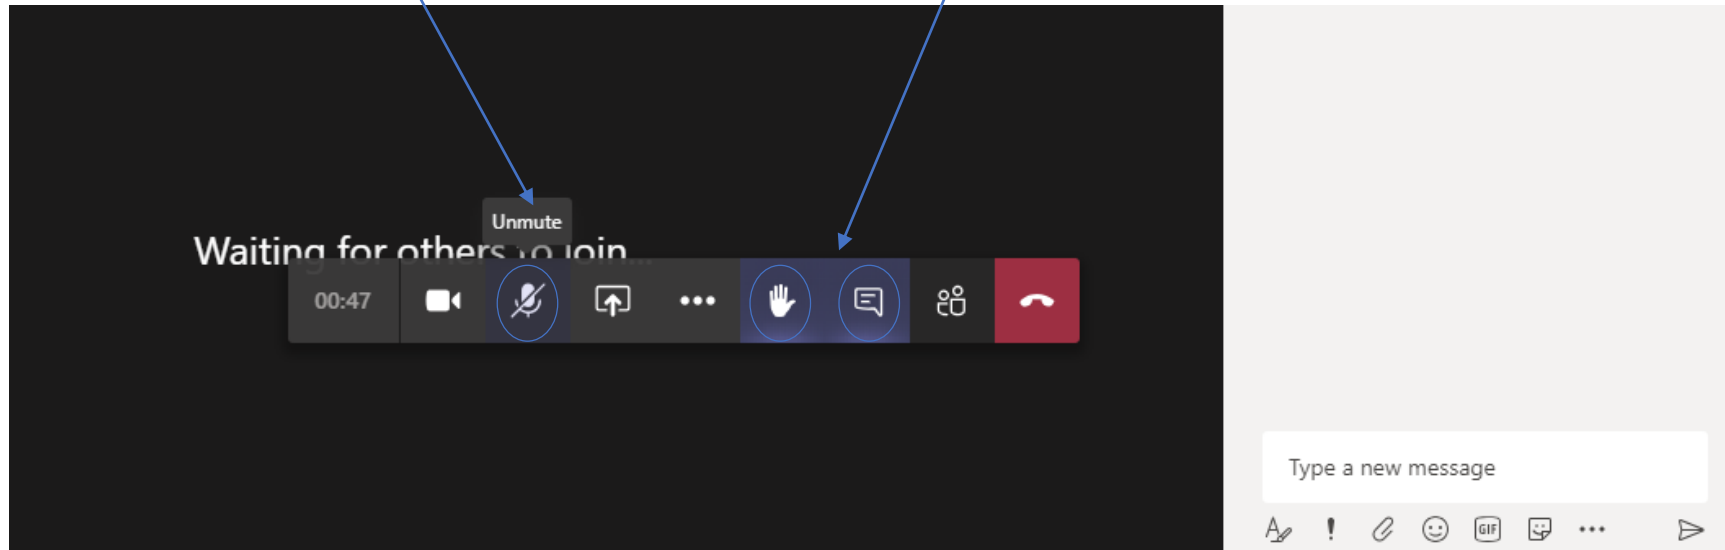 Unmute
Waiting for others to join...
00:47
Type a new message
GIF